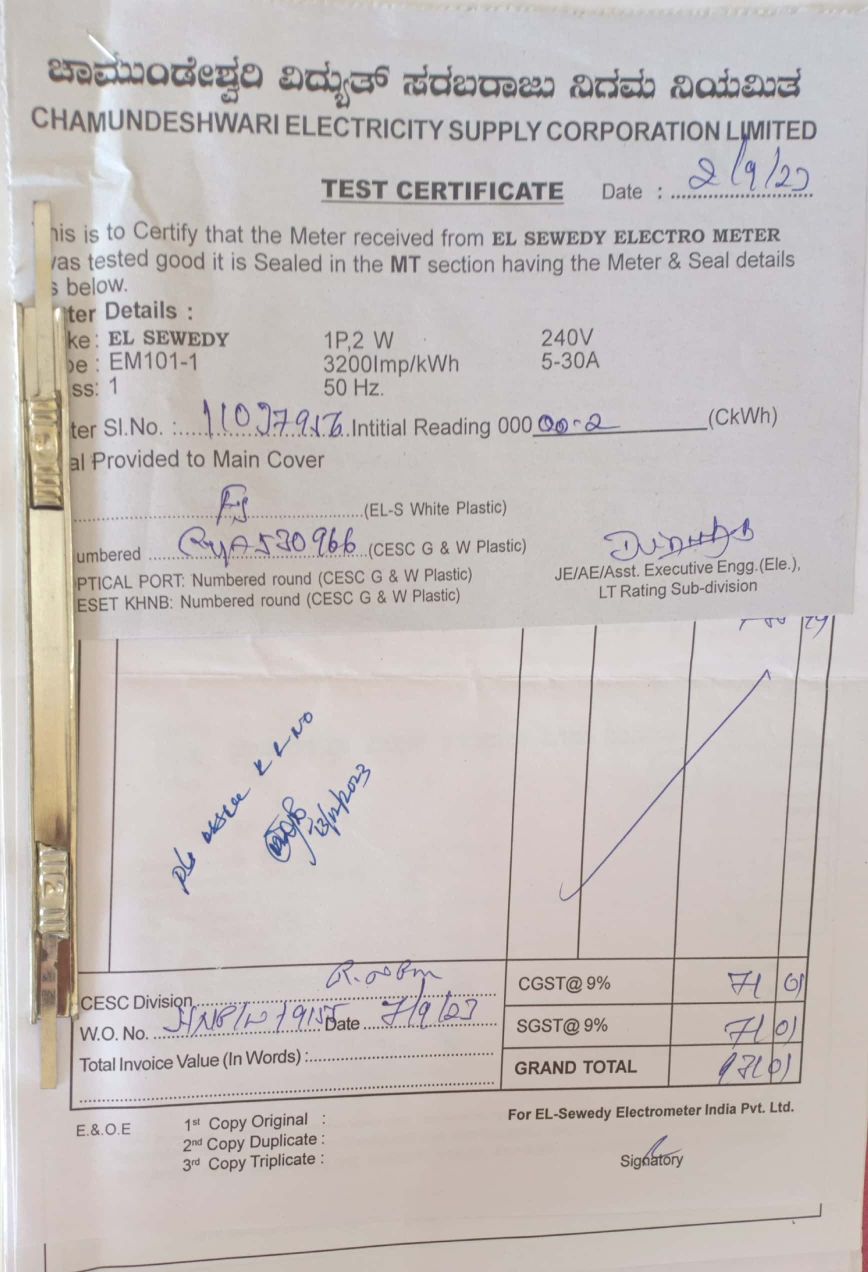 ಚಾಮುಂಡೇಶ್ವರಿ ವಿದ್ಯುತ್ ಸರಬರಾಜು ನಿಗಮ ನಿಯಮಿತ
CHAMUNDESHWARI ELECTRICITY SUPPLY CORPORATION LIMITED
TEST CERTIFICATE Date : 2/9/23
his is to Certify that the Meter received from EL SEWEDY ELECTRO METER
as tested good it is Sealed in the MT section having the Meter & Seal details
s below.
ter Details :
ke : EL SEWEDY 1P,2 W 240V
pe : EM101-1 3200Imp/kWh 5-30A
ss: 1 50 Hz.
ter Sl.No. : Intitial Reading 000 00-2 (CkWh)
al Provided to Main Cover
(EL-S White Plastic)
umbered 530966 (CESC G & W Plastic)
PTICAL PORT: Numbered round (CESC G & W Plastic)
ESET KHNB: Numbered round (CESC G & W Plastic)
JE/AE/Asst. Executive Engg.(Ele.),
LT Rating Sub-division
CESC Division
W.O. No. Date 7/9/23
Total Invoice Value (In Words) :
CGST@ 9% 71 01
SGST@ 9% 71 01
GRAND TOTAL
E.&.O.E
1st Copy Original :
2nd Copy Duplicate :
3rd Copy Triplicate :
For EL-Sewedy Electrometer India Pvt. Ltd.
Signatory